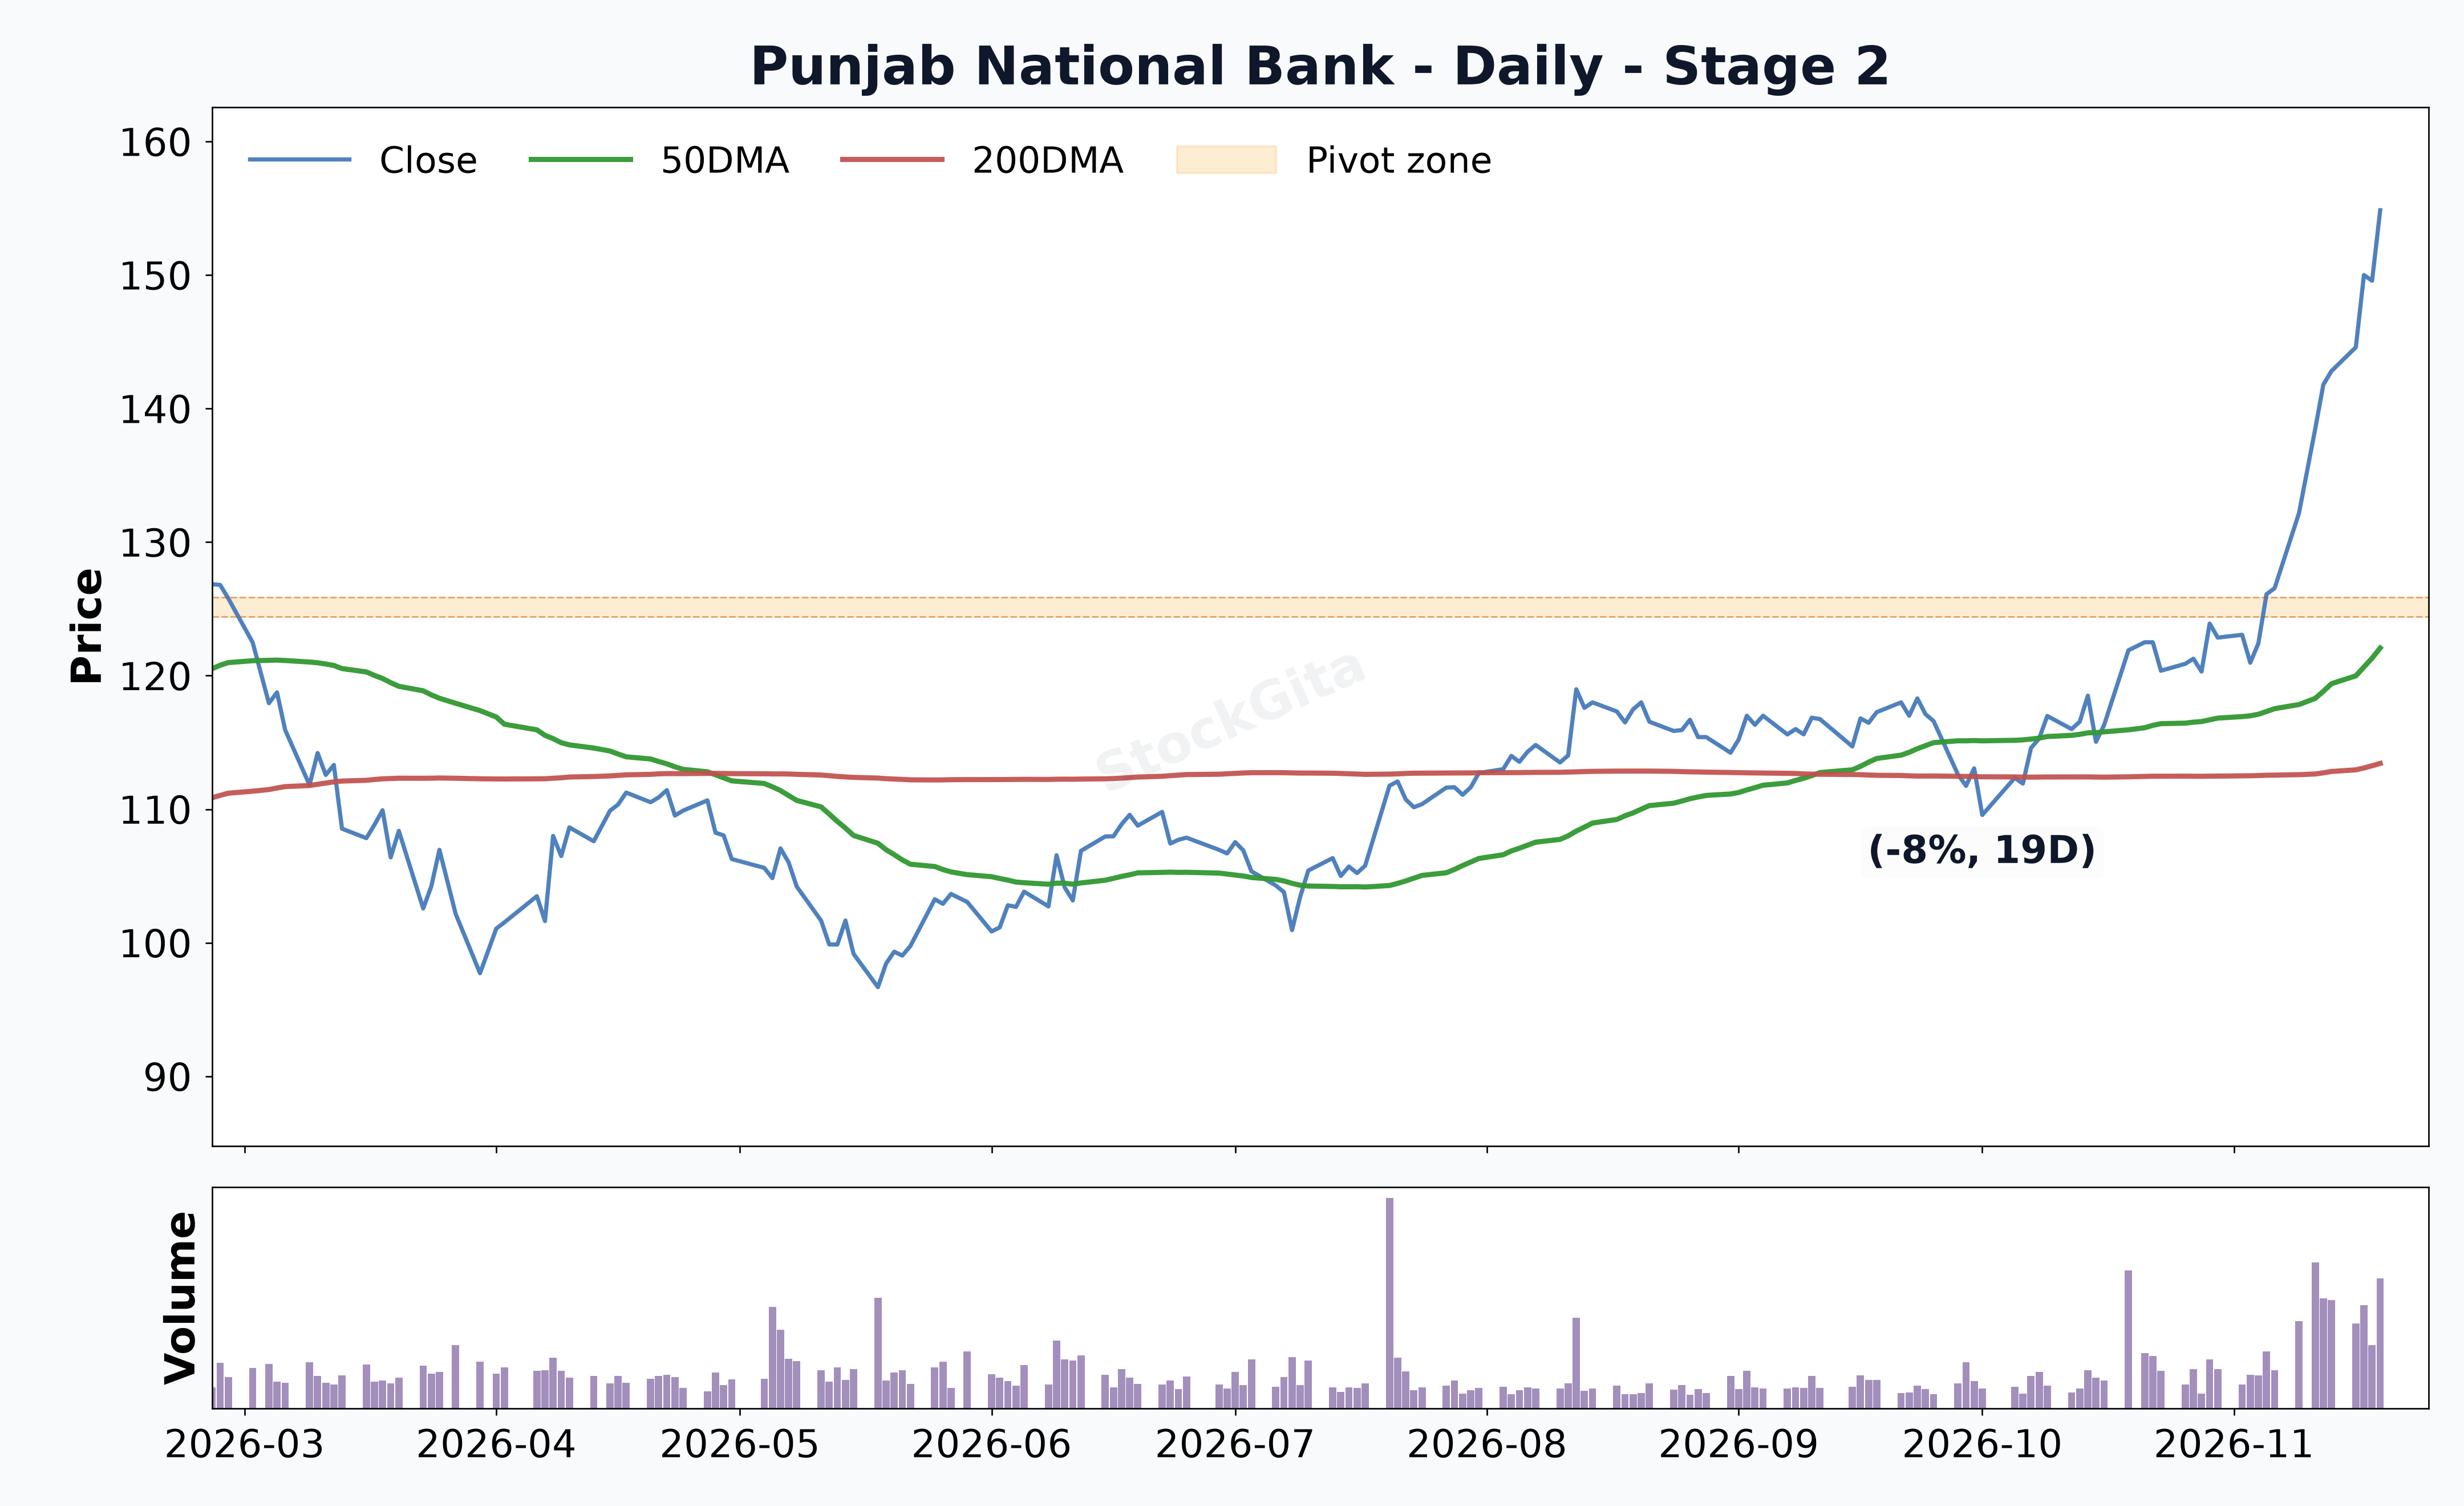 Punjab National Bank - Daily - Stage 2
Close 50DMA 200DMA Pivot zone
160
150
140
130
120
110
100
90
Price
StockGita
(-8%, 19D)
Volume
2026-03 2026-04 2026-05 2026-06 2026-07 2026-08 2026-09 2026-10 2026-11